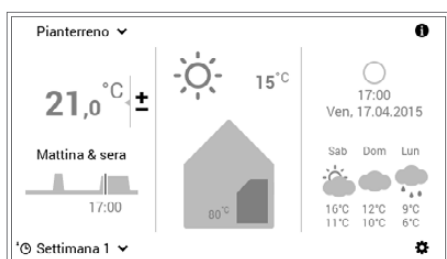 Pianterreno
21,0°C
±
Mattina & sera
17:00
Settimana 1
15°C
80°C
17:00
Ven, 17.04.2015
Sab Dom Lun
16°C 12°C 9°C
11°C 10°C 6°C